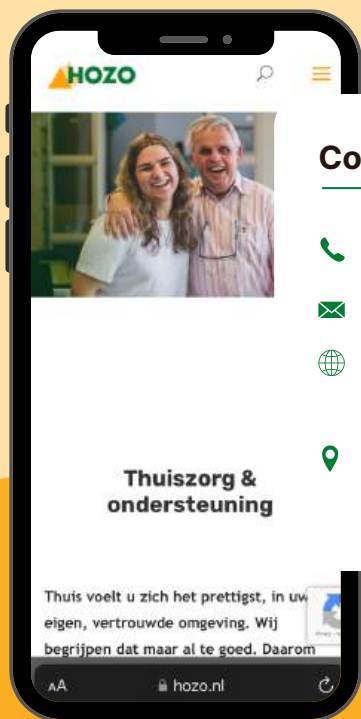 HOZO
Co
Thuiszorg &
ondersteuning
Thuis voelt u zich het prettigst, in uw
eigen, vertrouwde omgeving. Wij
begrijpen dat maar al te goed. Daarom
AA
hozo.nl